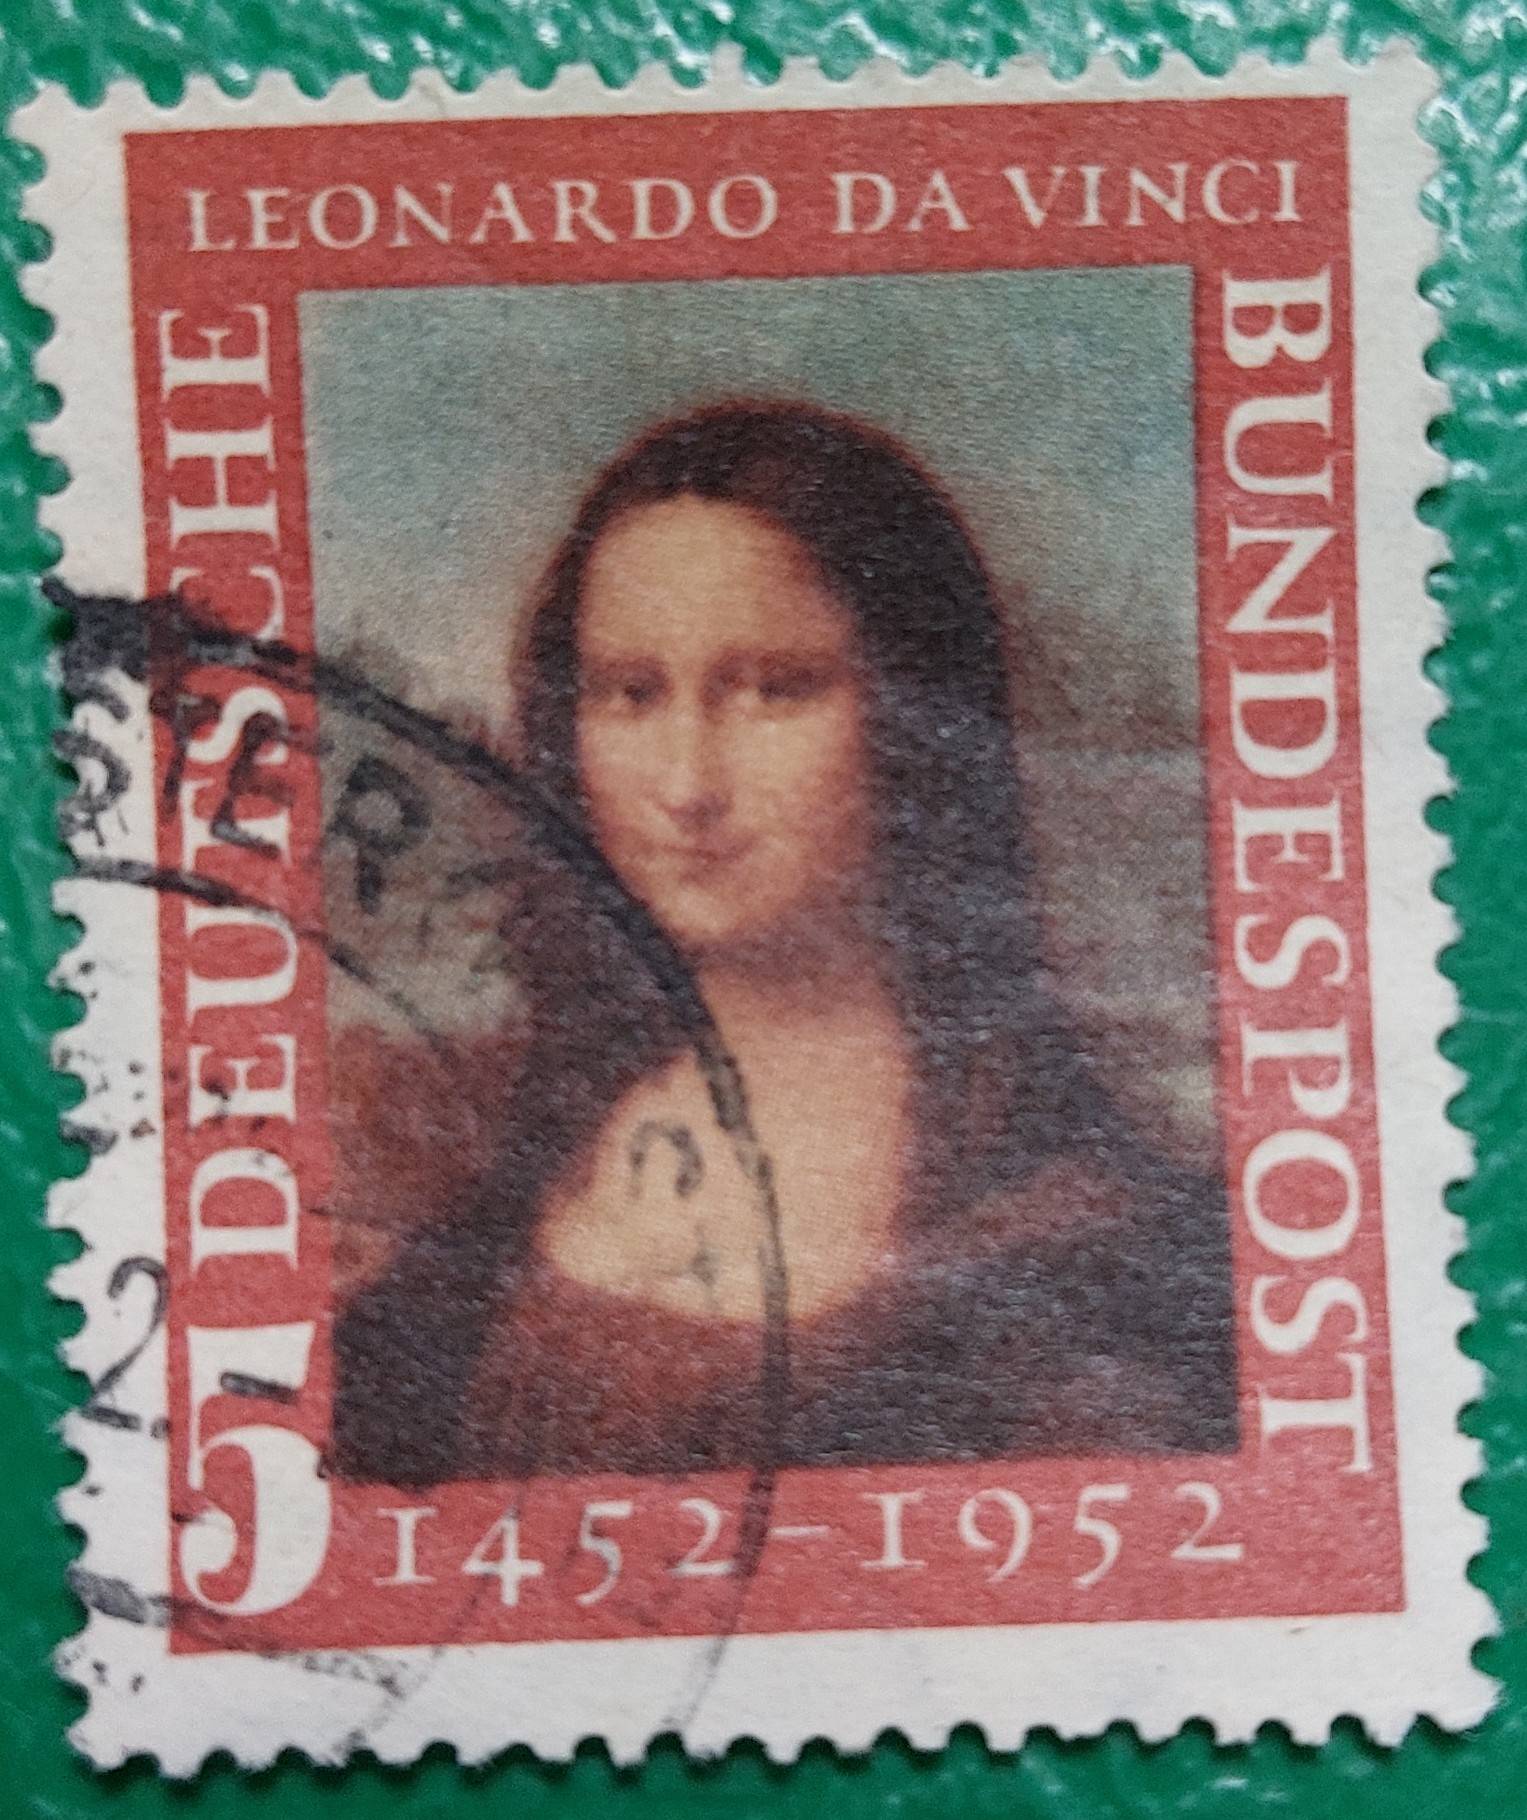 LEONARDO DA VINCI
DEUTSCHE
BUNDESPOST
5
1452–1952